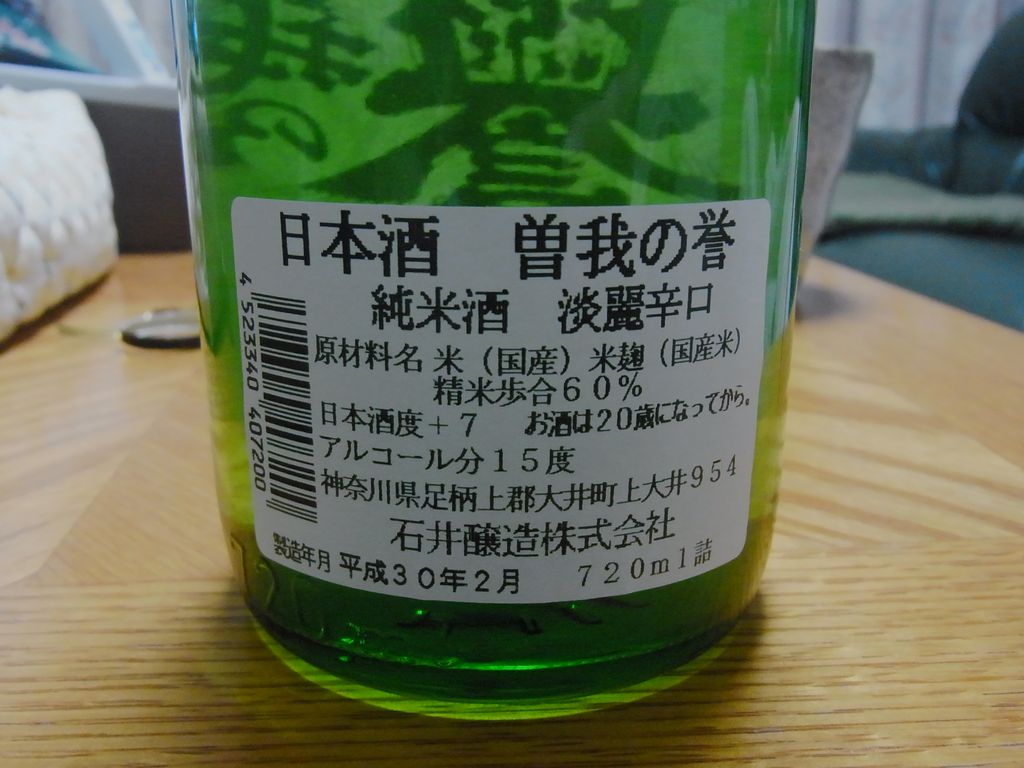 日本酒　曽我の誉
純米酒　淡麗辛口
原材料名 米（国産）米麹（国産米）
精米歩合６０％
日本酒度＋７　お酒は20歳になってから。
アルコール分１５度
神奈川県足柄上郡大井町上大井９５４
石井醸造株式会社
製造年月 平成３０年２月　７２０ｍｌ詰
4 523340 407200